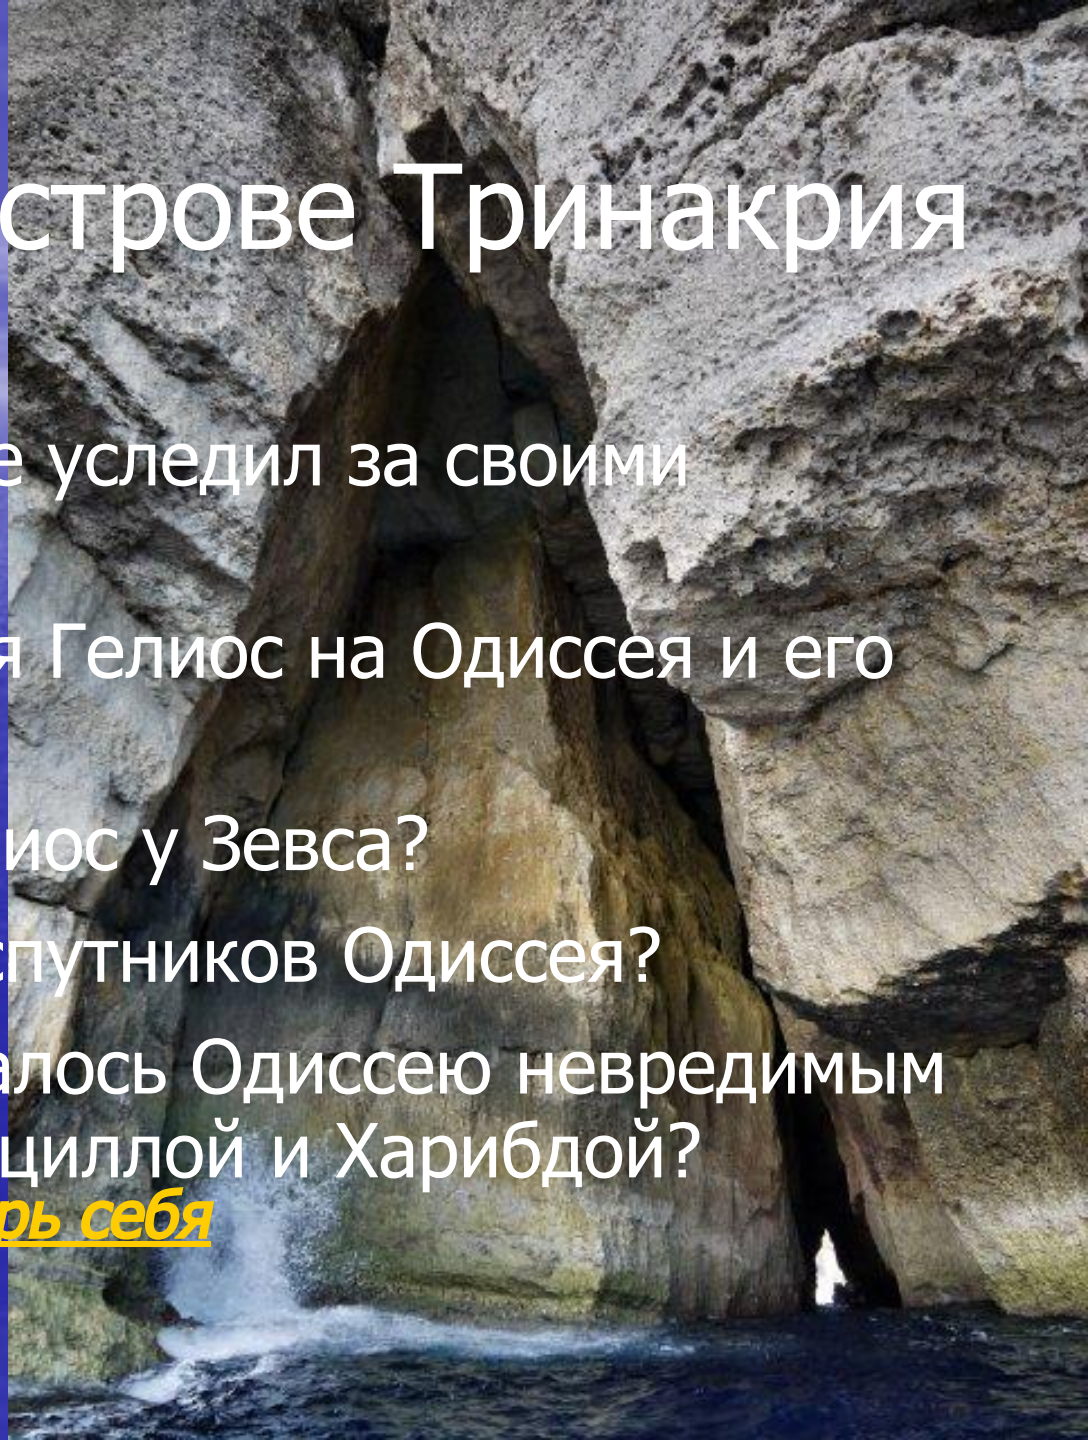 строве Тринакрия
е уследил за своими
я Гелиос на Одиссея и его
иос у Зевса?
спутников Одиссея?
алось Одиссею невредимым
циллой и Харибдой?
рь себя